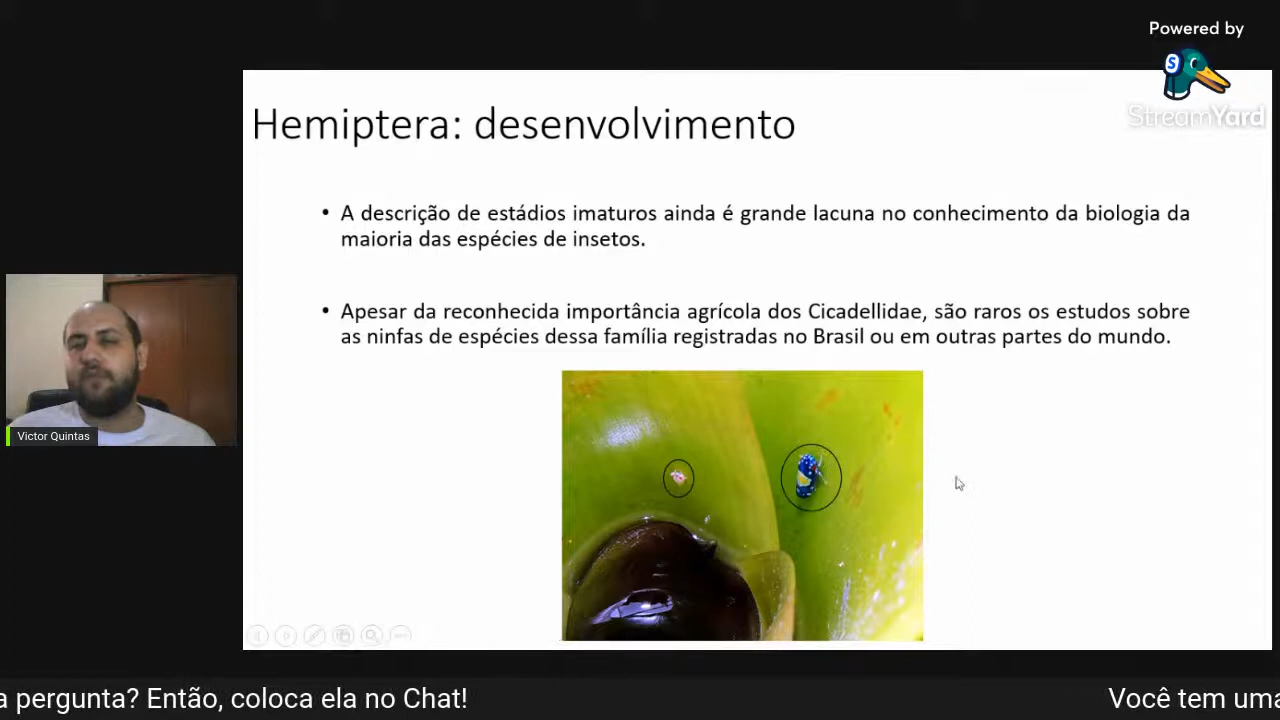 Powered by
StreamYard
Hemiptera: desenvolvimento
• A descrição de estádios imaturos ainda é grande lacuna no conhecimento da biologia da
maioria das espécies de insetos.
• Apesar da reconhecida importância agrícola dos Cicadellidae, são raros os estudos sobre
as ninfas de espécies dessa família registradas no Brasil ou em outras partes do mundo.
Victor Quintas
a pergunta? Então, coloca ela no Chat!
Você tem uma